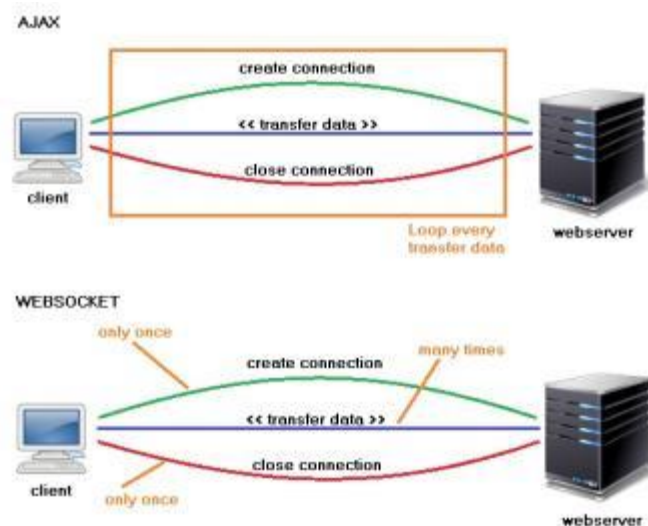 AJAX
create connection
<< transfer data >>
close connection
client
webserver
Loop every
transfer data
WEBSOCKET
only once
many times
create connection
<< transfer data >>
close connection
client
only once
webserver